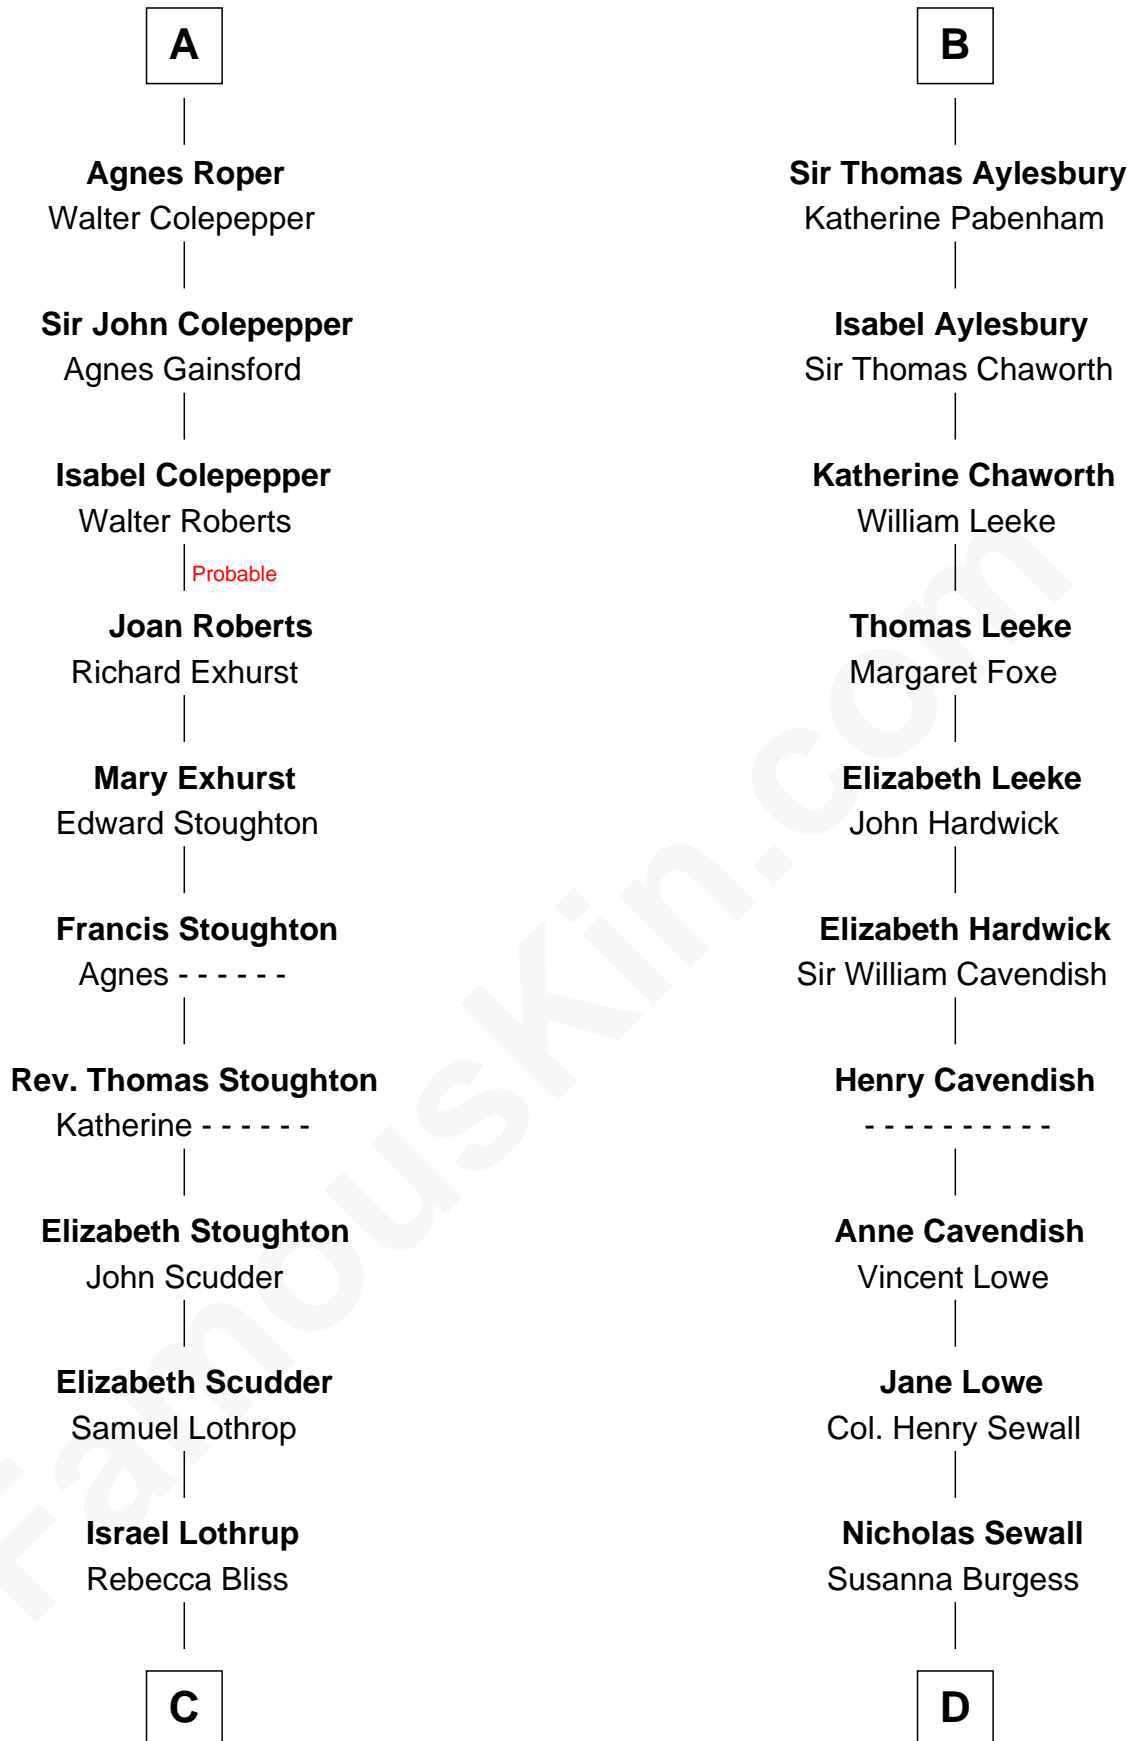 A
Agnes Roper
Walter Colepepper
Sir John Colepepper
Agnes Gainsford
Isabel Colepepper
Walter Roberts
Probable
Joan Roberts
Richard Exhurst
Mary Exhurst
Edward Stoughton
Francis Stoughton
Agnes - - - - - -
Rev. Thomas Stoughton
Katherine - - - - - -
Elizabeth Stoughton
John Scudder
Elizabeth Scudder
Samuel Lothrop
Israel Lothrup
Rebecca Bliss
C
B
Sir Thomas Aylesbury
Katherine Pabenham
Isabel Aylesbury
Sir Thomas Chaworth
Katherine Chaworth
William Leeke
Thomas Leeke
Margaret Foxe
Elizabeth Leeke
John Hardwick
Elizabeth Hardwick
Sir William Cavendish
Henry Cavendish
- - - - - - - - - -
Anne Cavendish
Vincent Lowe
Jane Lowe
Col. Henry Sewall
Nicholas Sewall
Susanna Burgess
D
FamousKin.com